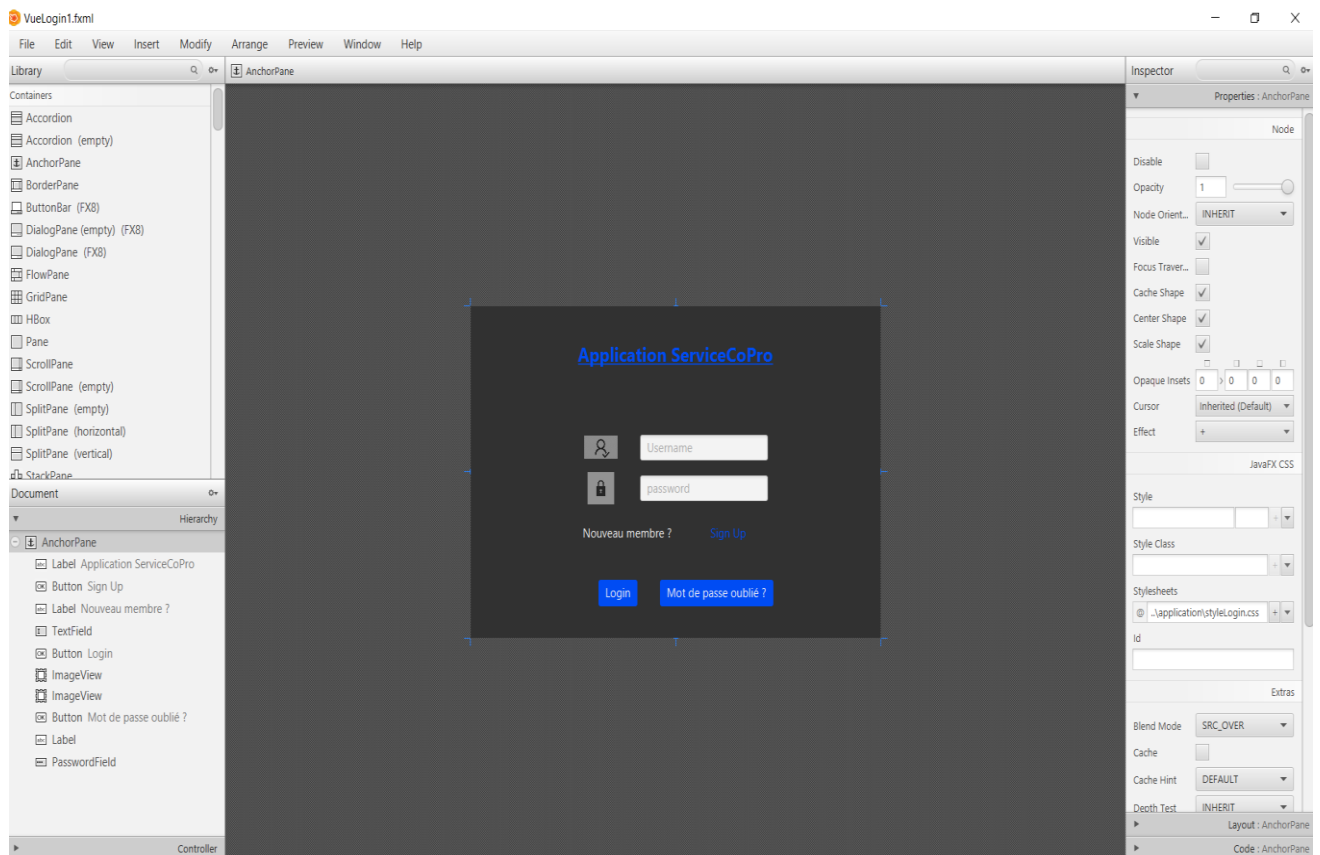 VueLogin1.fxml
File Edit View Insert Modify Arrange Preview Window Help
Library
AnchorPane
Containers
Accordion
Accordion (empty)
AnchorPane
BorderPane
ButtonBar (FX8)
DialogPane (empty) (FX8)
DialogPane (FX8)
FlowPane
GridPane
HBox
Pane
ScrollPane
ScrollPane (empty)
SplitPane (empty)
SplitPane (horizontal)
SplitPane (vertical)
StackPane
Document
Hierarchy
AnchorPane
Label Application ServiceCoPro
Button Sign Up
Label Nouveau membre ?
TextField
Button Login
ImageView
ImageView
Button Mot de passe oublié ?
Label
PasswordField
Controller
Application ServiceCoPro
Username
password
Nouveau membre ? Sign Up
Login Mot de passe oublié ?
Inspector
Properties : AnchorPane
Node
Disable
Opacity 1
Node Orient... INHERIT
Visible
Focus Traver...
Cache Shape
Center Shape
Scale Shape
Opaque Insets 0 0 0 0
Cursor Inherited (Default)
Effect +
JavaFX CSS
Style
Style Class
Stylesheets
@ ..\application\styleLogin.css +
Id
Extras
Blend Mode SRC_OVER
Cache
Cache Hint DEFAULT
Depth Test INHERIT
Layout : AnchorPane
Code : AnchorPane